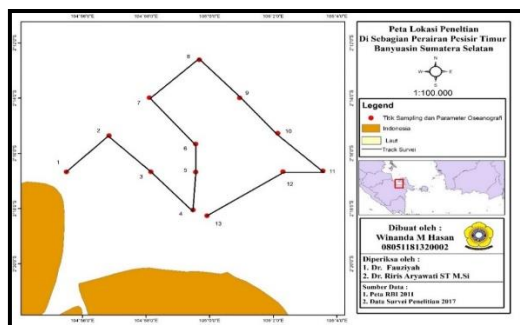 Peta Lokasi Peneltian
Di Sebagian Perairan Pesisir Timur
Banyuasin Sumatera Selatan
N
W
E
S
1:100.000
Legend
Titik Sampling dan Parameter Oseanografi
Indonesia
Laut
Track Survei
Dibuat oleh :
Winanda M Hasan
08051181320002
Diperiksa oleh :
1. Dr. Fauziyah
2. Dr. Riris Aryawati ST M.Si
Sumber Data :
1. Peta RBI 2011
2. Data Survei Penelitian 2017
1
2
3
4
5
6
7
8
9
10
11
12
13